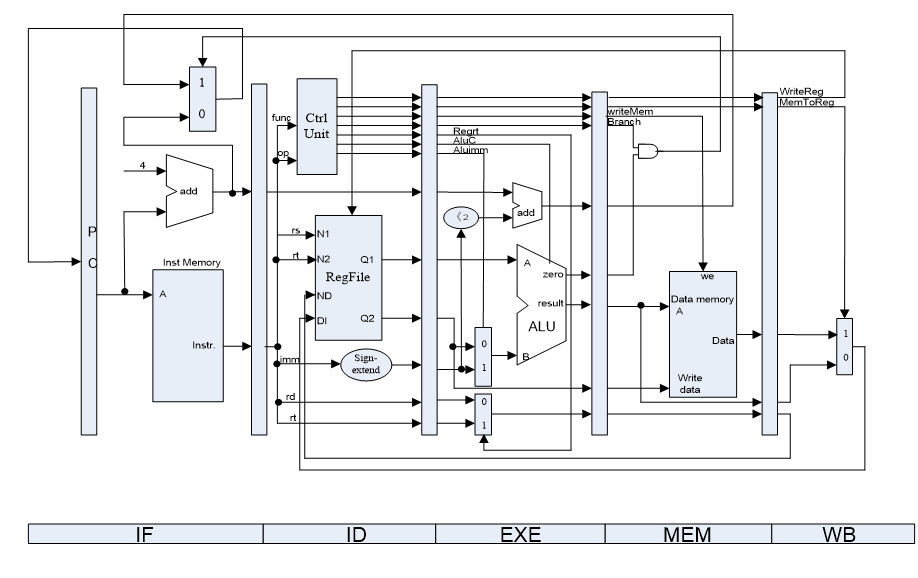 WriteReg
MemToReg
1
0
func
Ctrl
Unit
writeMem
Branch
Regrt
AluC
Aluimm
op
4
add
《2
add
P
C
rs
N1
rt
N2
Q1
RegFile
A
zero
Inst Memory
A
ND
DI
Q2
result
ALU
we
Data memory
A
Data
1
0
Instr.
imm
Sign-
extend
0
1
B
Write
data
rd
rt
0
1
IF
ID
EXE
MEM
WB